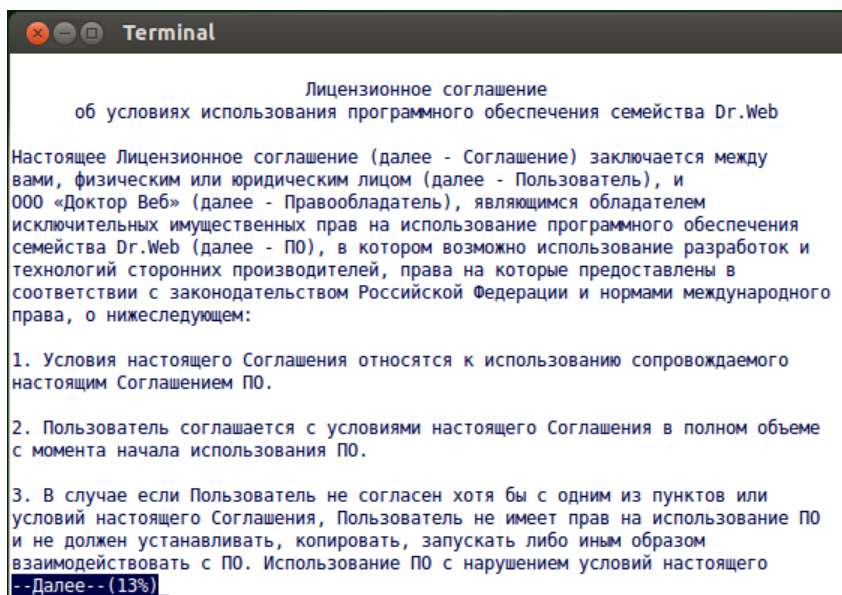 Terminal
Лицензионное соглашение
об условиях использования программного обеспечения семейства Dr.Web
Настоящее Лицензионное соглашение (далее - Соглашение) заключается между
вами, физическим или юридическим лицом (далее - Пользователь), и
ООО «Доктор Веб» (далее - Правообладатель), являющимся обладателем
исключительных имущественных прав на использование программного обеспечения
семейства Dr.Web (далее - ПО), в котором возможно использование разработок и
технологий сторонних производителей, права на которые предоставлены в
соответствии с законодательством Российской Федерации и нормами международного
права, о нижеследующем:
1. Условия настоящего Соглашения относятся к использованию сопровождаемого
настоящим Соглашением ПО.
2. Пользователь соглашается с условиями настоящего Соглашения в полном объеме
с момента начала использования ПО.
3. В случае если Пользователь не согласен хотя бы с одним из пунктов или
условий настоящего Соглашения, Пользователь не имеет прав на использование ПО
и не должен устанавливать, копировать, запускать либо иным образом
взаимодействовать с ПО. Использование ПО с нарушением условий настоящего
--Далее--(13%)